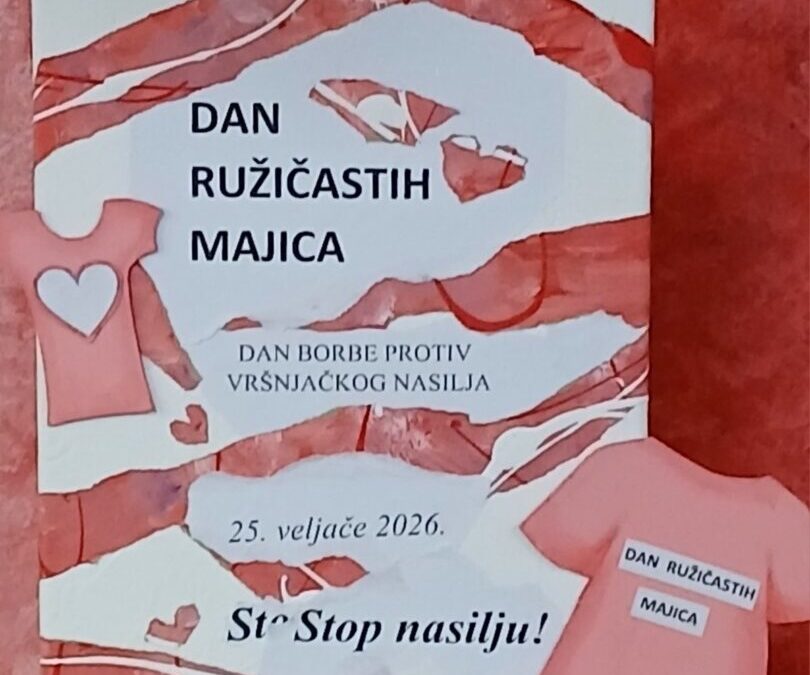 DAN
RUŽIČASTIH
MAJICA
DAN BORBE PROTIV
VRŠNJAČKOG NASILJA
25. veljače 2026.
Stop nasilju!
DAN RUŽIČASTIH
MAJICA